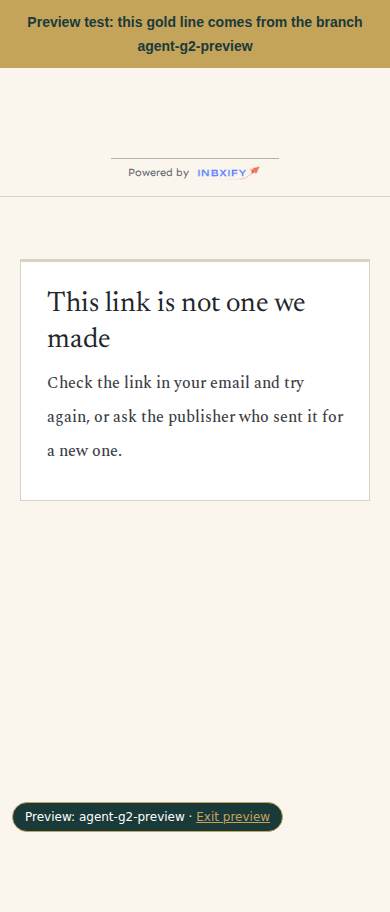 Preview test: this gold line comes from the branch
agent-g2-preview
Powered by INBXIFY
This link is not one we
made
Check the link in your email and try
again, or ask the publisher who sent it for
a new one.
Preview: agent-g2-preview · Exit preview